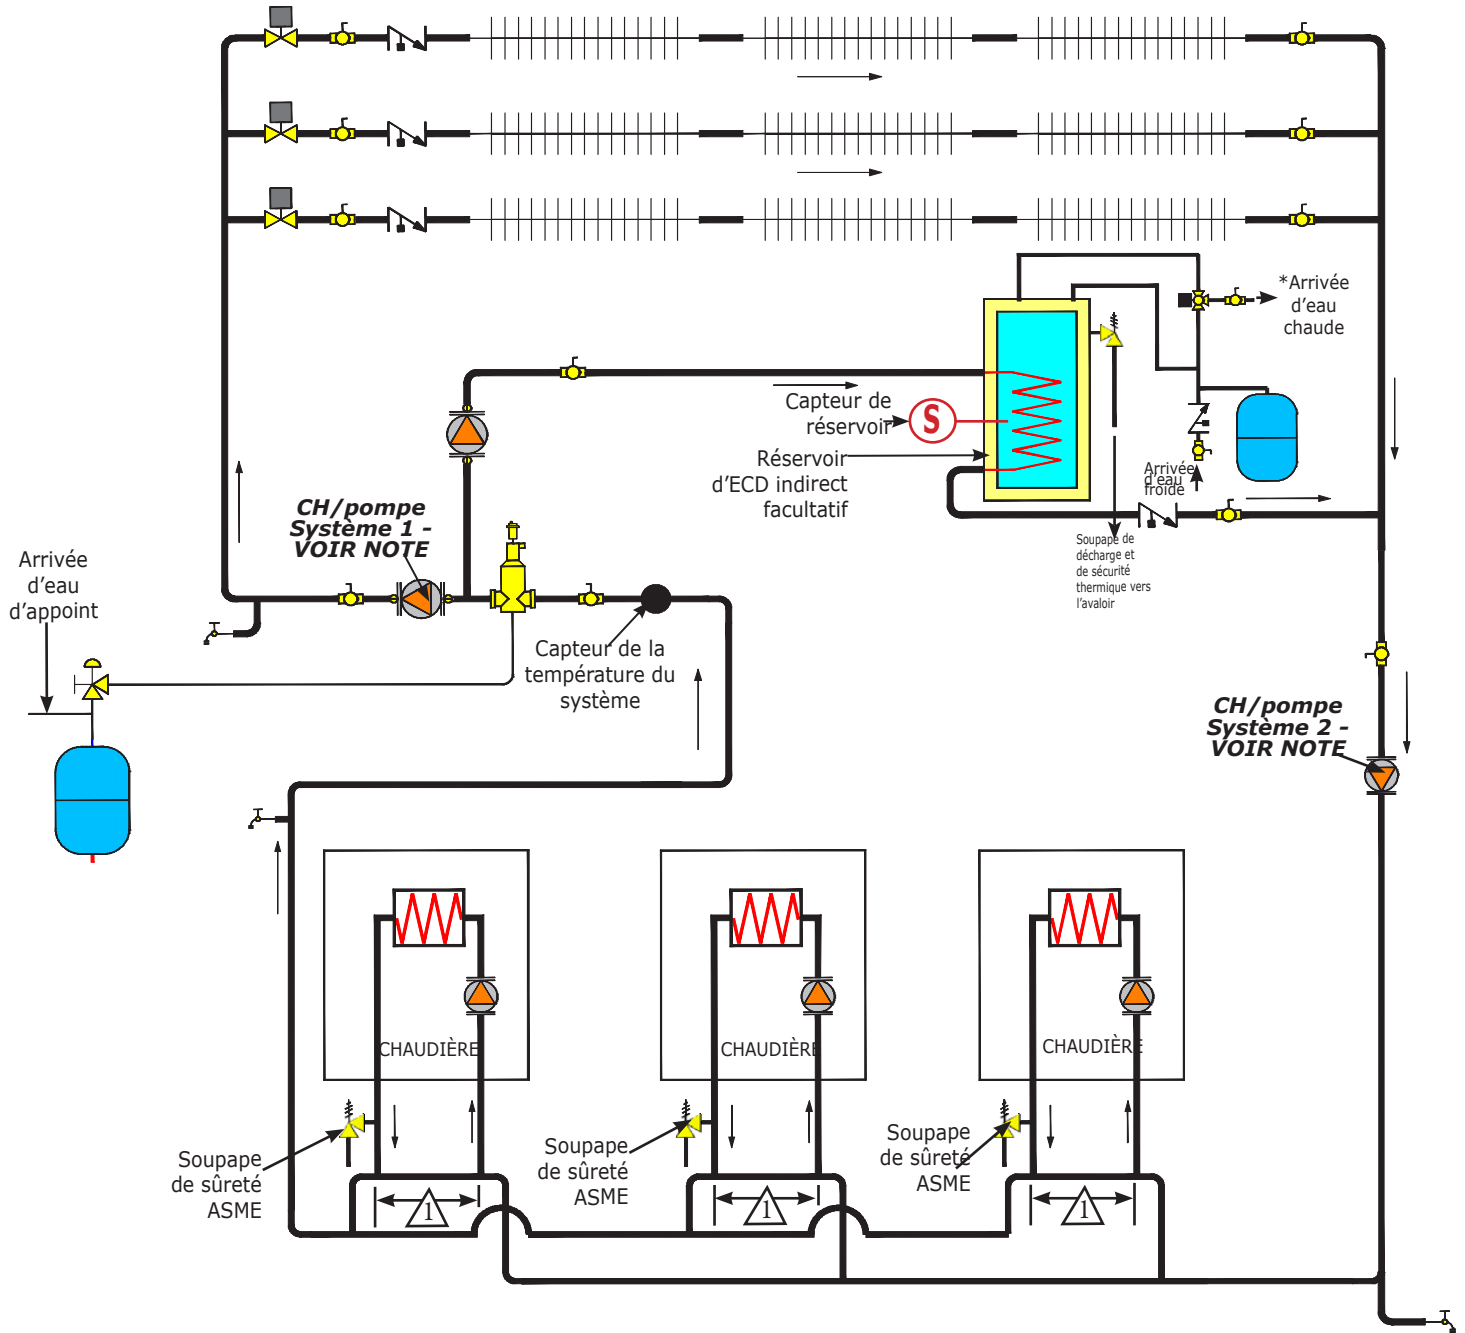 *Arrivée
d'eau
chaude
Capteur de
réservoir
S
Réservoir
d'ECD indirect
facultatif
Arrivée
d'eau
froide
CH/pompe
Système 1 -
VOIR NOTE
Soupape de
décharge et
de sécurité
thermique vers
l'avaloir
Arrivée
d'eau
d'appoint
Capteur de la
température du
système
CH/pompe
Système 2 -
VOIR NOTE
CHAUDIÈRE
CHAUDIÈRE
CHAUDIÈRE
Soupape
de sûreté
ASME
Soupape
de sûreté
ASME
Soupape
de sûreté
ASME
1
1
1